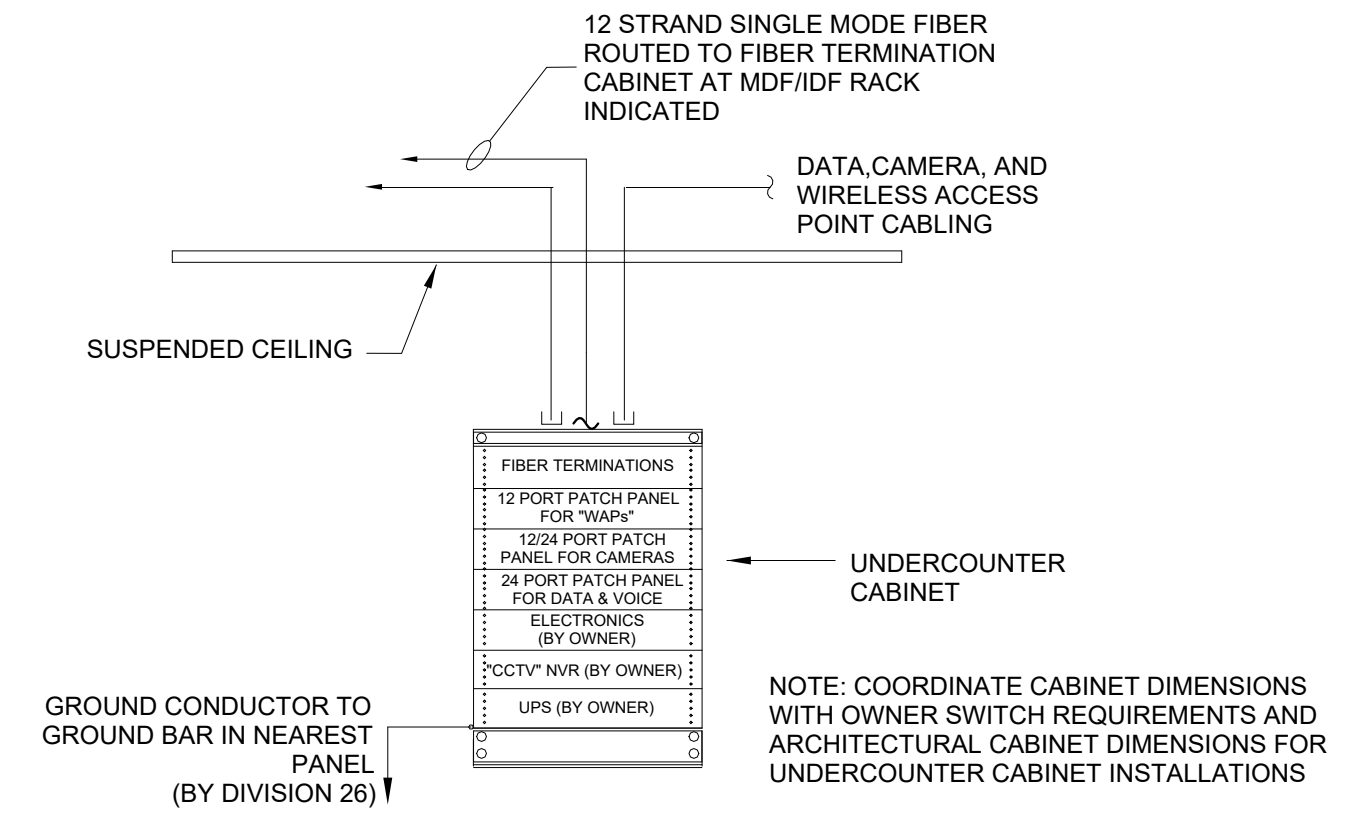 12 STRAND SINGLE MODE FIBER
ROUTED TO FIBER TERMINATION
CABINET AT MDF/IDF RACK
INDICATED
DATA,CAMERA, AND
WIRELESS ACCESS
POINT CABLING
SUSPENDED CEILING
FIBER TERMINATIONS
12 PORT PATCH PANEL
FOR "WAPs"
12/24 PORT PATCH
PANEL FOR CAMERAS
24 PORT PATCH PANEL
FOR DATA & VOICE
ELECTRONICS
(BY OWNER)
"CCTV" NVR (BY OWNER)
UPS (BY OWNER)
UNDERCOUNTER
CABINET
GROUND CONDUCTOR TO
GROUND BAR IN NEAREST
PANEL
(BY DIVISION 26)
NOTE: COORDINATE CABINET DIMENSIONS
WITH OWNER SWITCH REQUIREMENTS AND
ARCHITECTURAL CABINET DIMENSIONS FOR
UNDERCOUNTER CABINET INSTALLATIONS